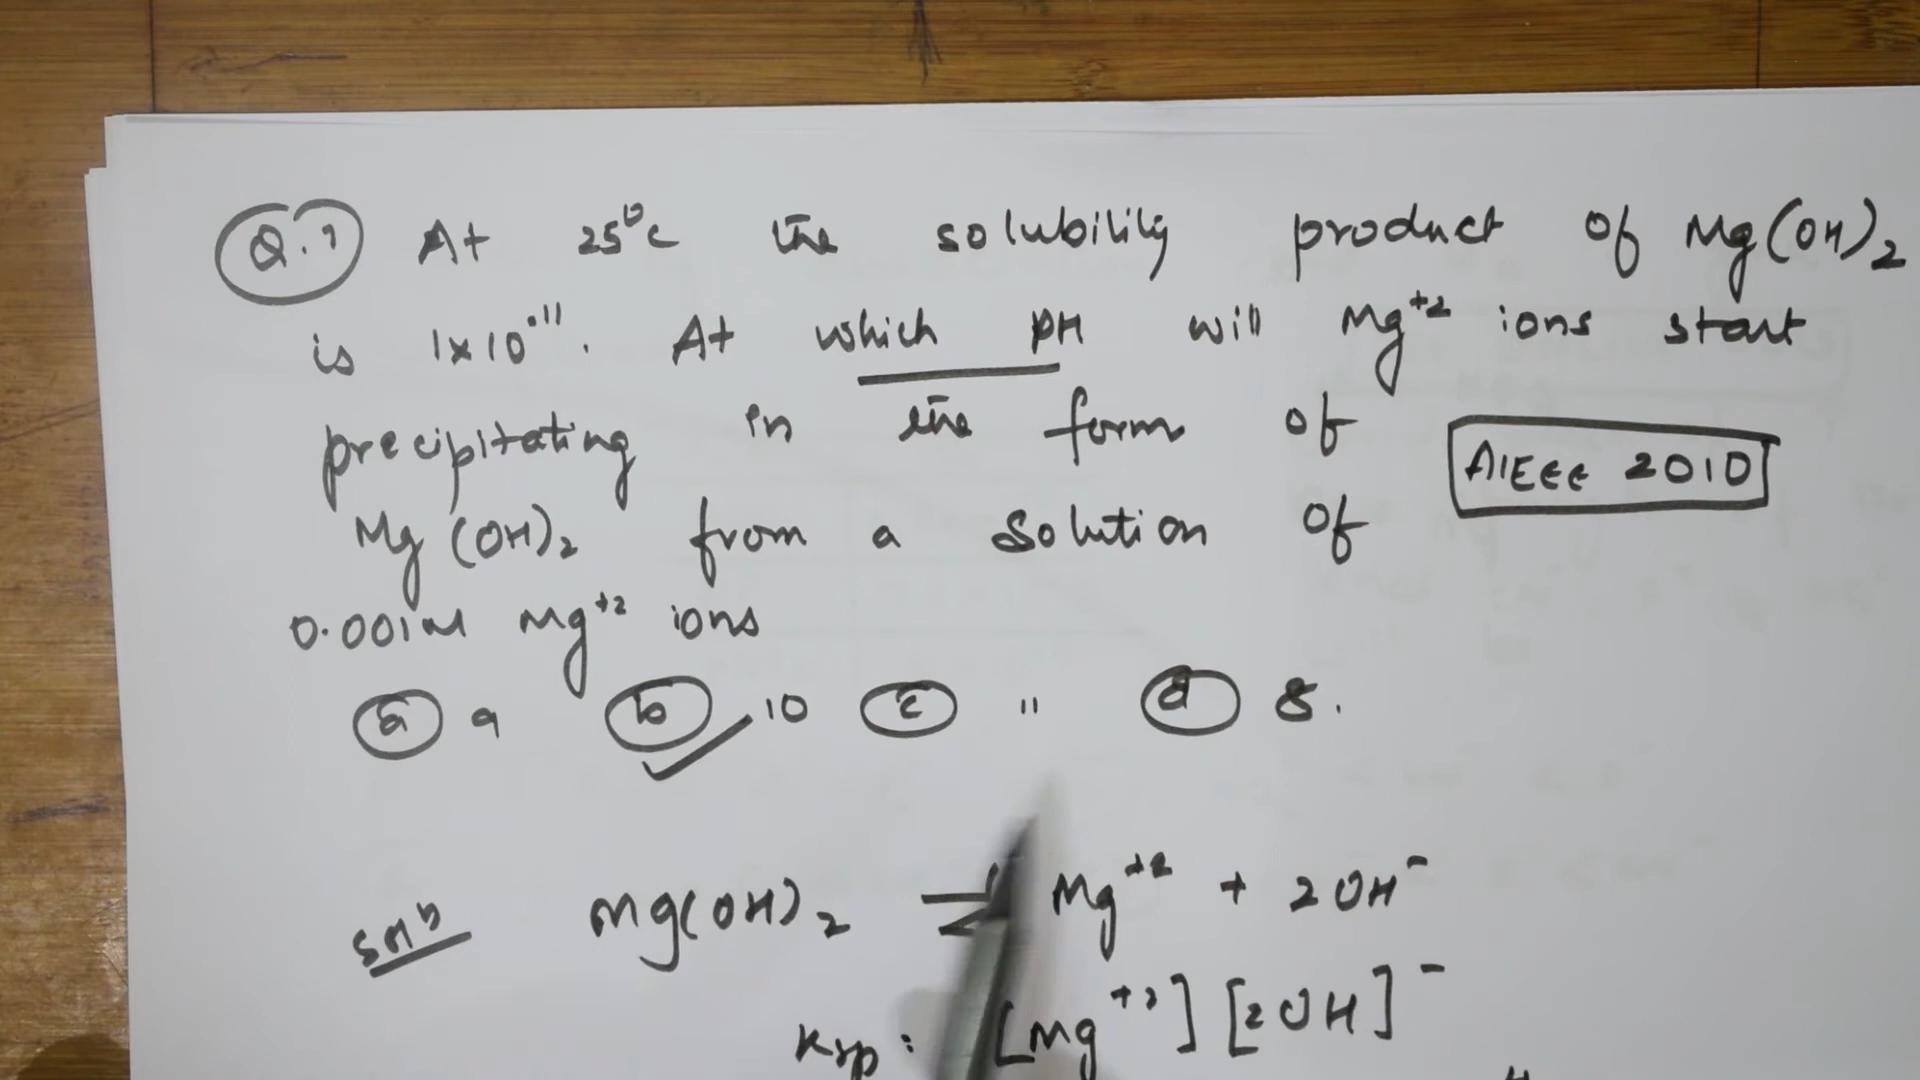 Q.1 At 25°c the solubility product of Mg(OH)₂
is 1×10⁻¹¹. At which pH will Mg⁺² ions start
precipitating in the form of
AIEEE 2010
Mg(OH)₂ from a solution of
0.001M Mg⁺² ions
a 9 b 10 c 11 d 8.
Mg(OH)₂ ⇌ Mg⁺² + 2OH⁻
Ksp = [Mg⁺²][2OH]⁻